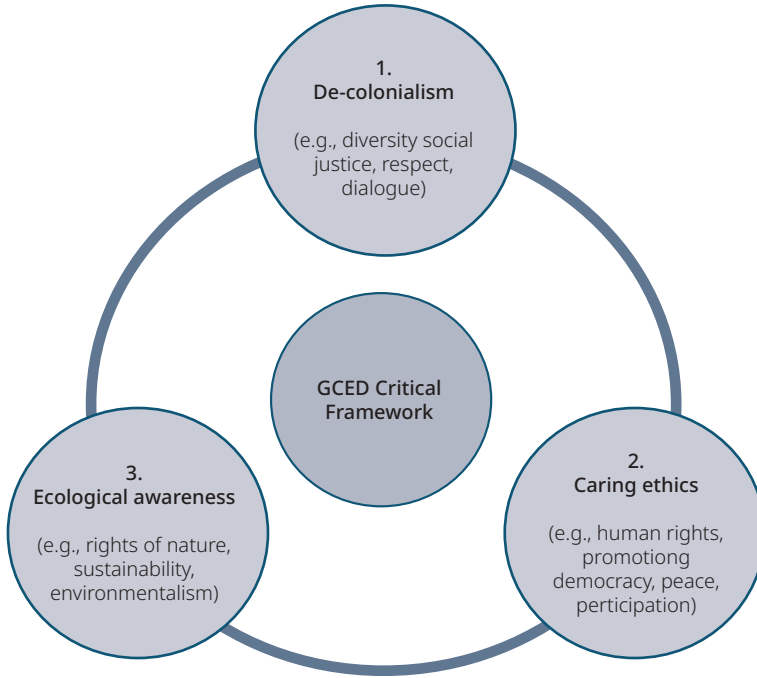 1.
De-colonialism
(e.g., diversity social
justice, respect,
dialogue)
GCED Critical
Framework
2.
Caring ethics
(e.g., human rights,
promotiong
democracy, peace,
perticipation)
3.
Ecological awareness
(e.g., rights of nature,
sustainability,
environmentalism)